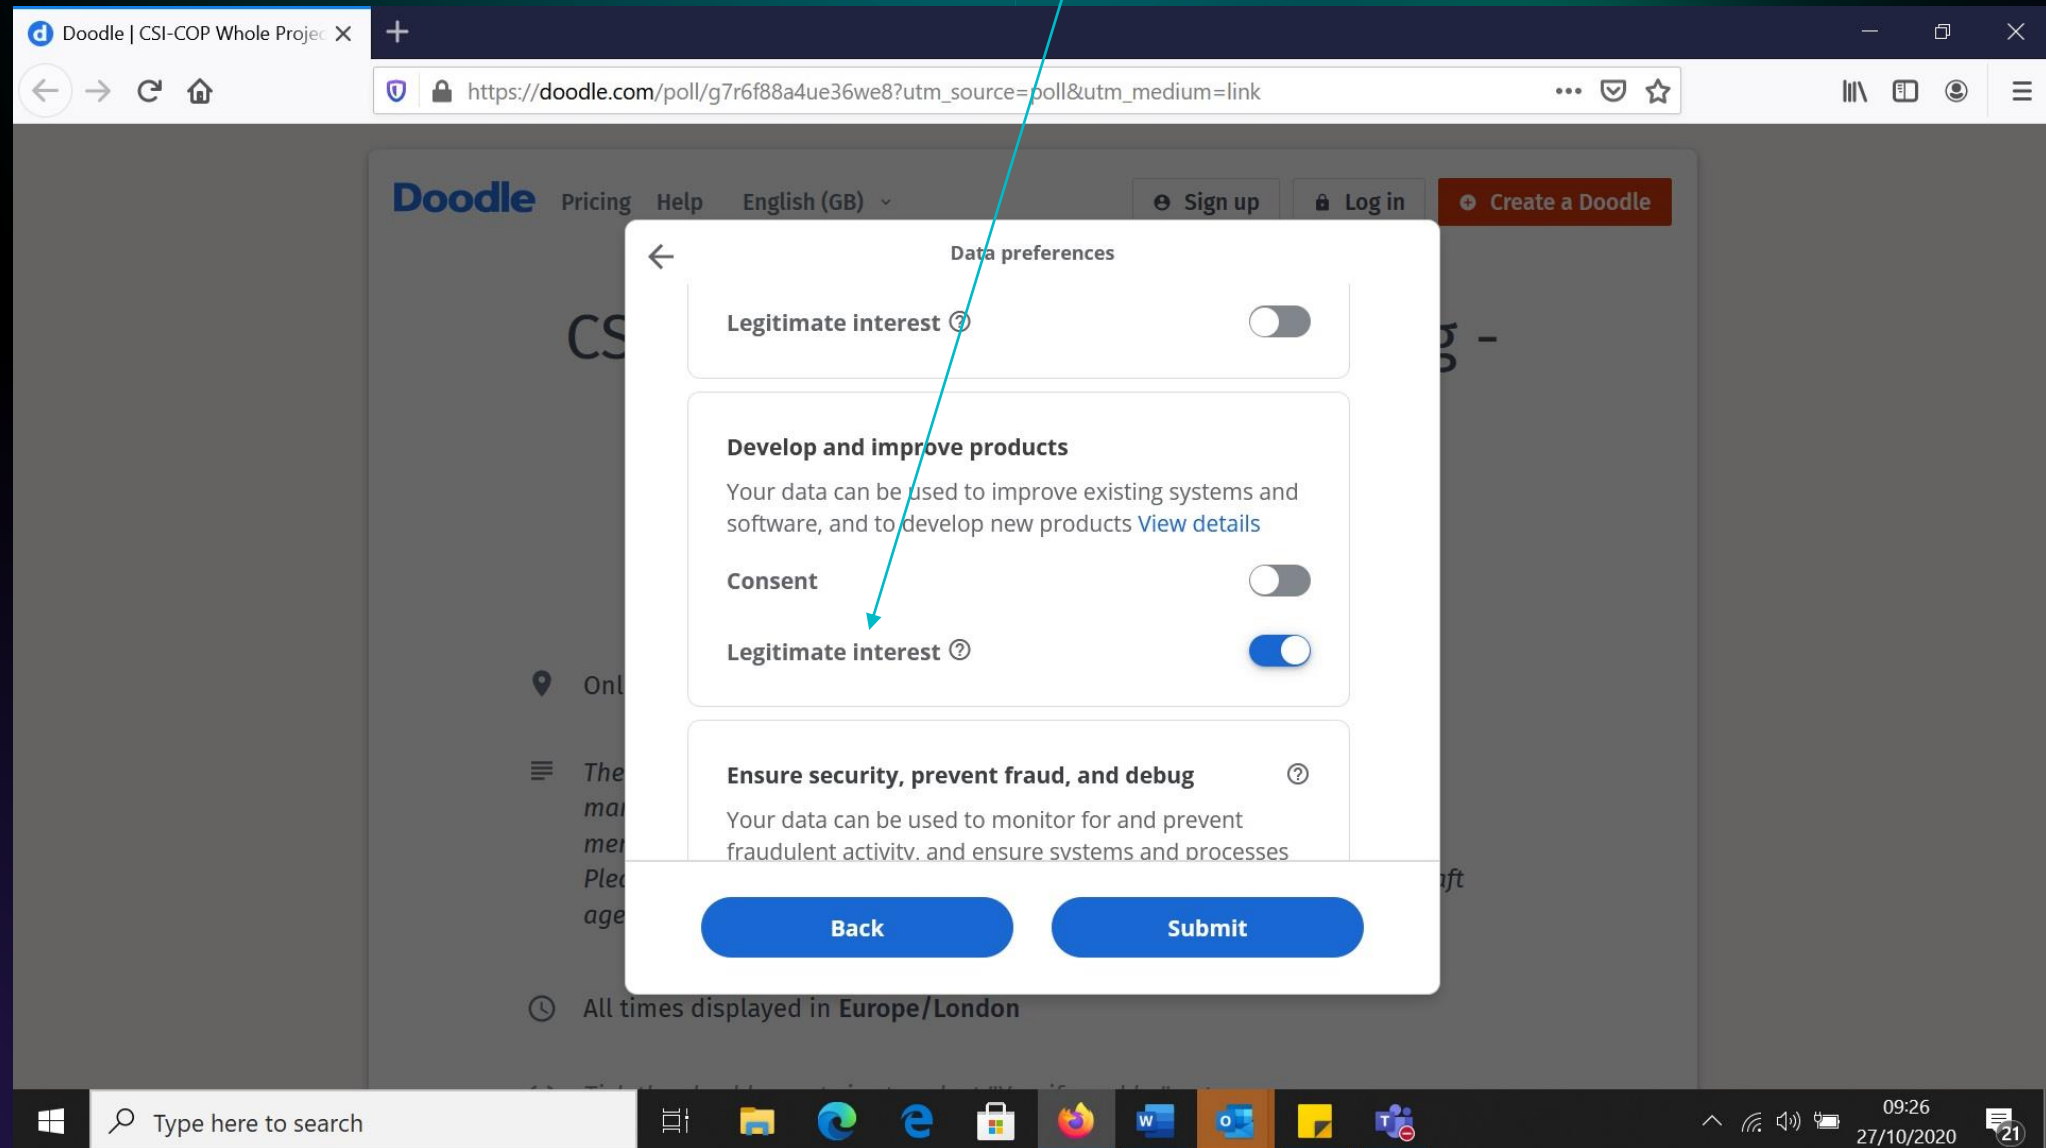 Doodle | CSI-COP Whole Projec
https://doodle.com/poll/g7r6f88a4ue36we8?utm_source=poll&utm_medium=link
Doodle Pricing Help English (GB) Sign up Log in Create a Doodle
Data preferences
CS g -
Legitimate interest
Develop and improve products
Your data can be used to improve existing systems and
software, and to develop new products View details
Consent
Legitimate interest
Onl
Ensure security, prevent fraud, and debug
The
Your data can be used to monitor for and prevent
fraudulent activity, and ensure systems and processes
Back Submit
All times displayed in Europe/London
Type here to search
09:26
27/10/2020
21